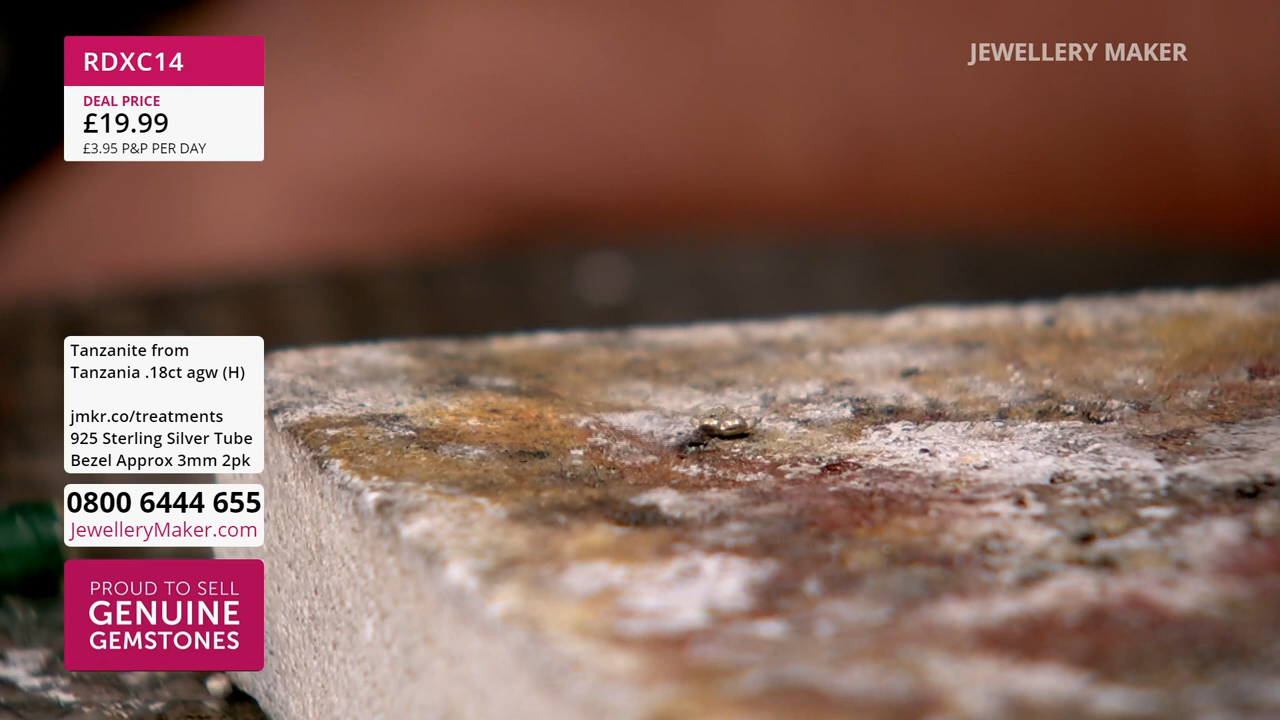 RDXC14
DEAL PRICE
£19.99
£3.95 P&P PER DAY
JEWELLERY MAKER
Tanzanite from
Tanzania .18ct agw (H)
jmkr.co/treatments
925 Sterling Silver Tube
Bezel Approx 3mm 2pk
0800 6444 655
JewelleryMaker.com
PROUD TO SELL
GENUINE
GEMSTONES